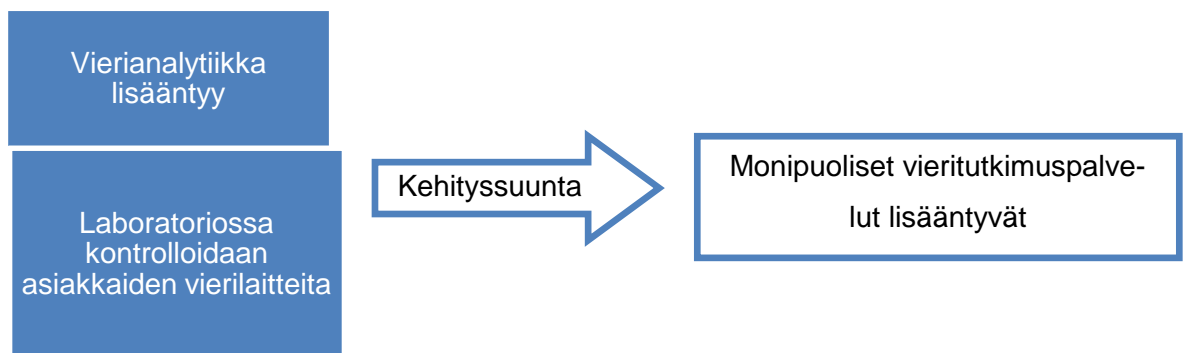 Vierianalytiikka
lisääntyy
Laboratoriossa
kontrolloidaan
asiakkaiden vierilaitteita
Kehityssuunta
Monipuoliset vieritutkimuspalve-
lut lisääntyvät